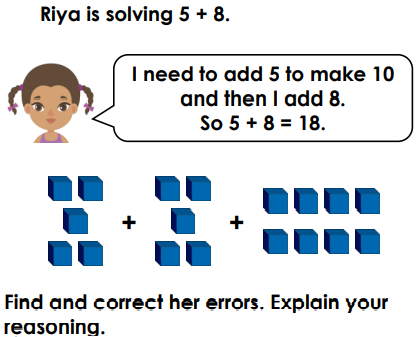 Riya is solving 5 + 8.
I need to add 5 to make 10
and then I add 8.
So 5 + 8 = 18.
+ +
Find and correct her errors. Explain your
reasoning.